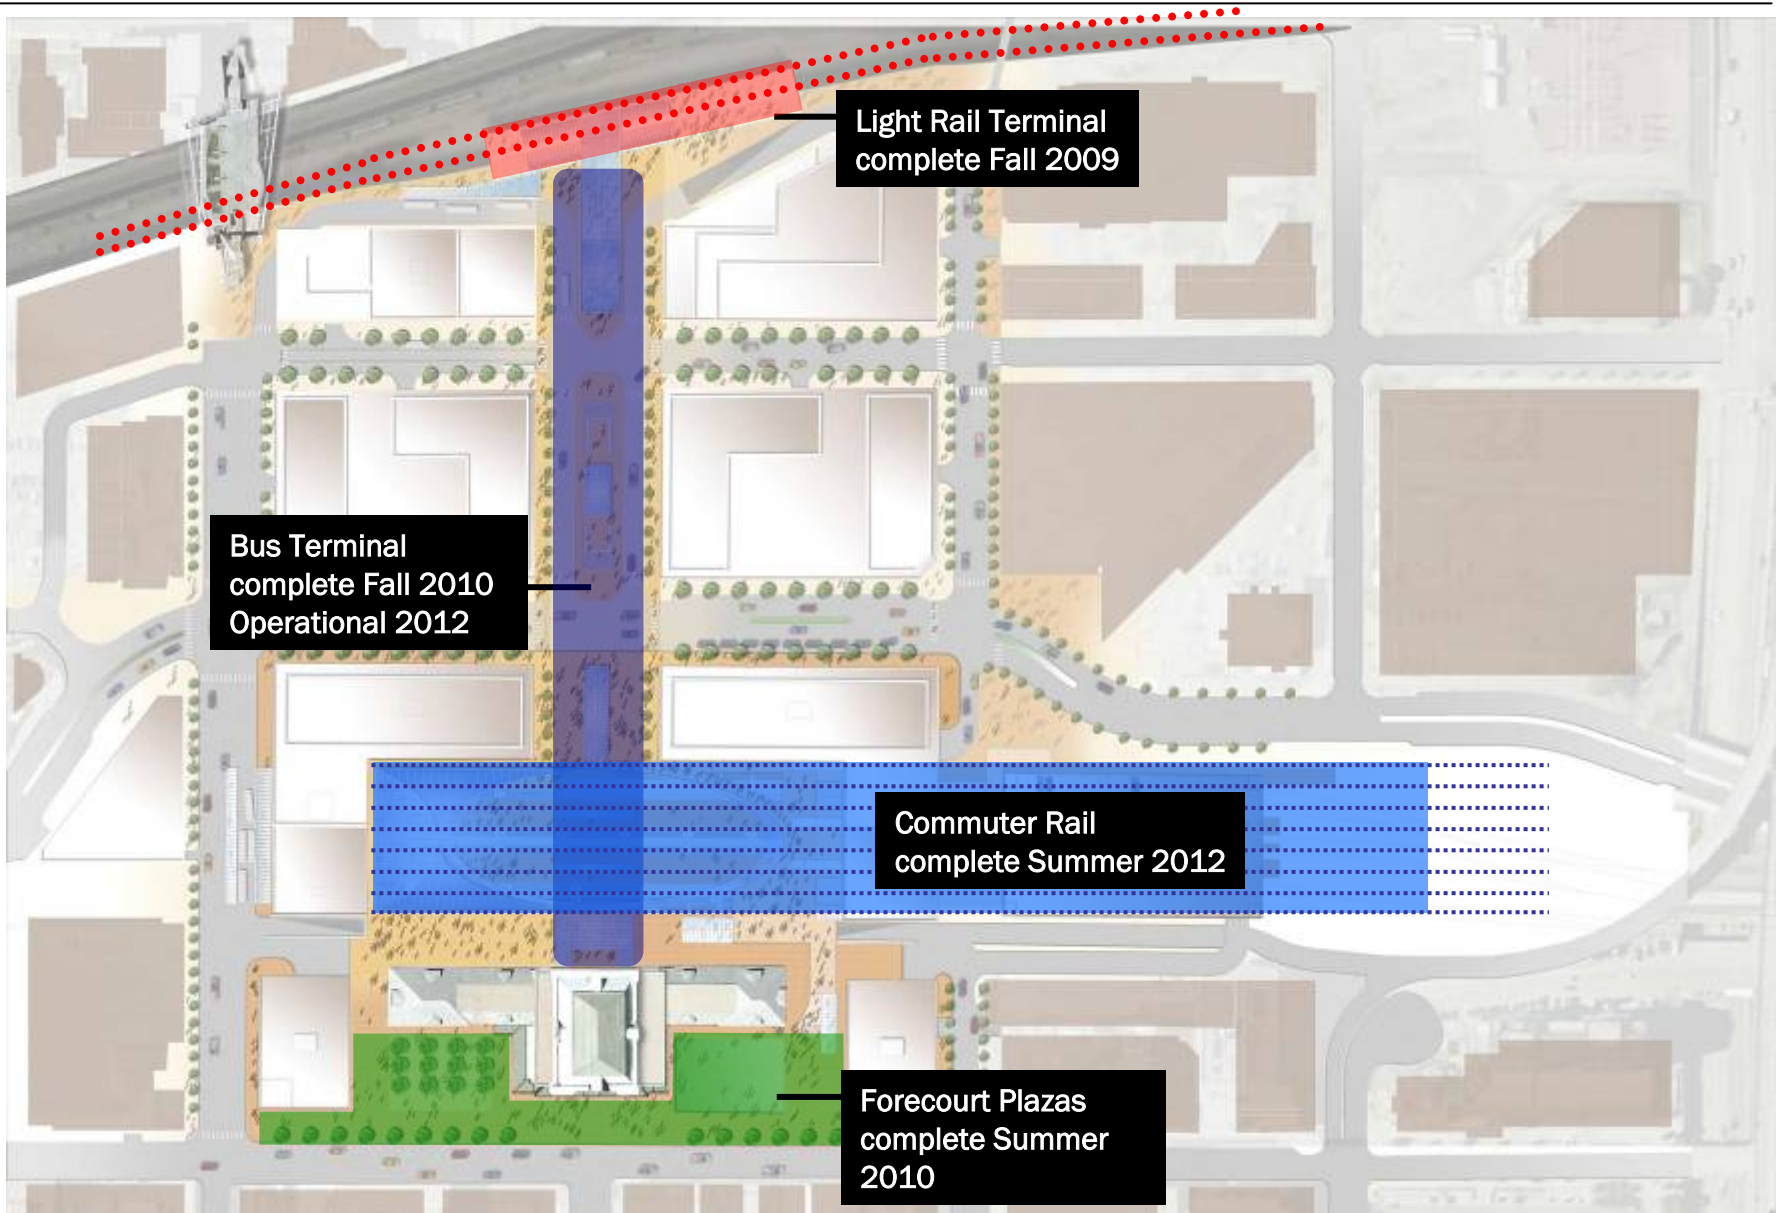 Light Rail Terminal
complete Fall 2009
Bus Terminal
complete Fall 2010
Operational 2012
Commuter Rail
complete Summer 2012
Forecourt Plazas
complete Summer
2010